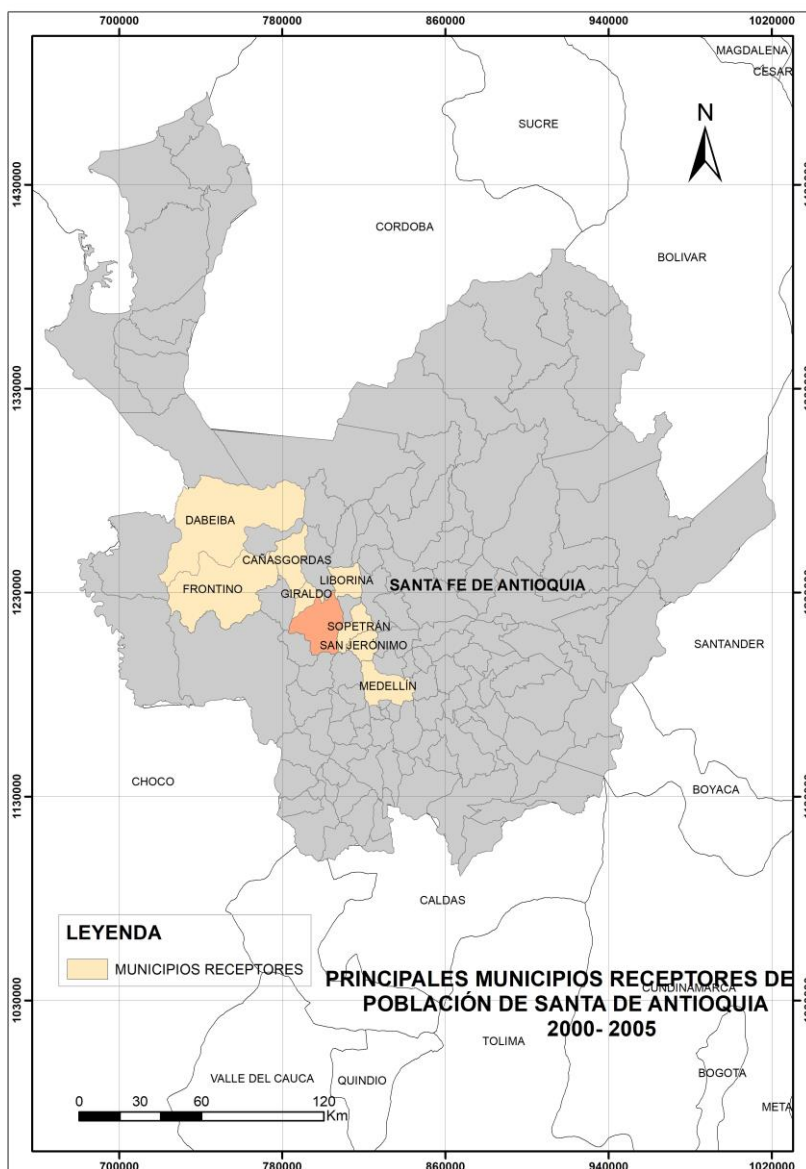 700000 780000 860000 940000 1020000
MAGDALENA
CESAR
N
SUCRE
1430000
CORDOBA
BOLIVAR
1330000
DABEIBA
CAÑASGORDAS
LIBORINA
SANTA FE DE ANTIOQUIA
FRONTINO
GIRALDO
1230000
SOPETRÁN
SAN JERÓNIMO
SANTANDER
MEDELLÍN
CHOCO
BOYACA
1130000
CALDAS
LEYENDA
MUNICIPIOS RECEPTORES
PRINCIPALES MUNICIPIOS RECEPTORES DE
CUNDINAMARCA
POBLACIÓN DE SANTA DE ANTIOQUIA
1030000
2000- 2005
TOLIMA
VALLE DEL CAUCA
QUINDIO
BOGOTA
0 30 60 120
Km
META
700000 780000 860000 940000 1020000